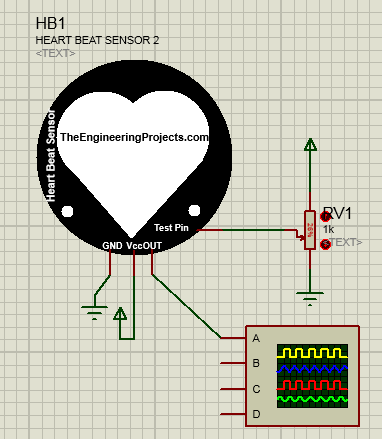 HB1
HEART BEAT SENSOR 2
<TEXT>
Heart Beat Sensor
TheEngineeringProjects.com
Test Pin
GND Vcc OUT
RV1
1k
TEXT>
A
B
C
D